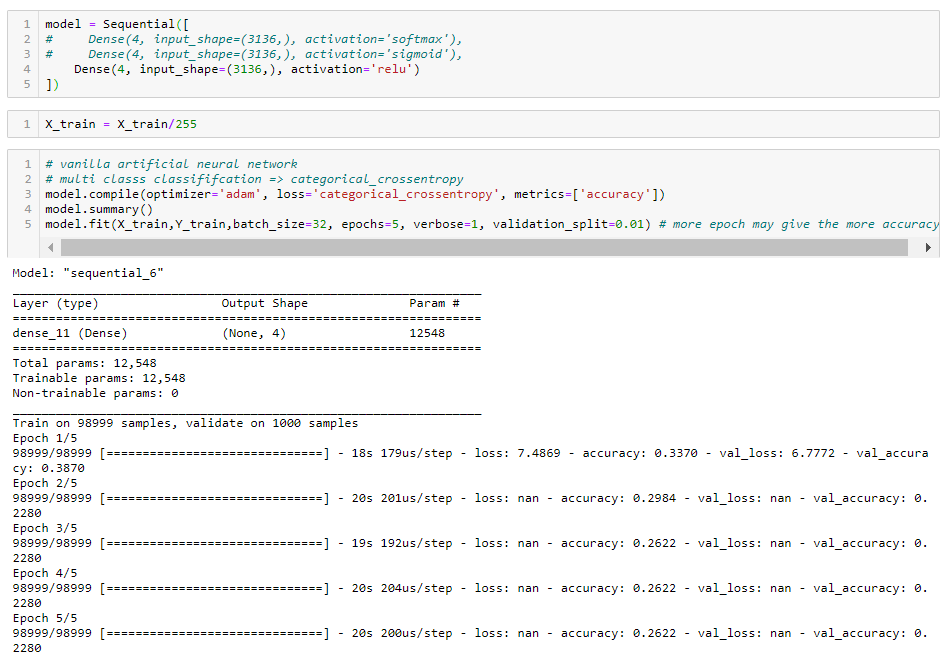 1 model = Sequential([
2 #     Dense(4, input_shape=(3136,), activation='softmax'),
3 #     Dense(4, input_shape=(3136,), activation='sigmoid'),
4     Dense(4, input_shape=(3136,), activation='relu')
5 ])
1 X_train = X_train/255
1 # vanilla artificial neural network
2 # multi classs classififcation => categorical_crossentropy
3 model.compile(optimizer='adam', loss='categorical_crossentropy', metrics=['accuracy'])
4 model.summary()
5 model.fit(X_train,Y_train,batch_size=32, epochs=5, verbose=1, validation_split=0.01) # more epoch may give the more accuracy
Model: "sequential_6"
_________________________________________________________________
Layer (type)                 Output Shape              Param #
=================================================================
dense_11 (Dense)             (None, 4)                 12548
=================================================================
Total params: 12,548
Trainable params: 12,548
Non-trainable params: 0
_________________________________________________________________
Train on 98999 samples, validate on 1000 samples
Epoch 1/5
98999/98999 [==============================] - 18s 179us/step - loss: 7.4869 - accuracy: 0.3370 - val_loss: 6.7772 - val_accura
cy: 0.3870
Epoch 2/5
98999/98999 [==============================] - 20s 201us/step - loss: nan - accuracy: 0.2984 - val_loss: nan - val_accuracy: 0.
2280
Epoch 3/5
98999/98999 [==============================] - 19s 192us/step - loss: nan - accuracy: 0.2622 - val_loss: nan - val_accuracy: 0.
2280
Epoch 4/5
98999/98999 [==============================] - 20s 204us/step - loss: nan - accuracy: 0.2622 - val_loss: nan - val_accuracy: 0.
2280
Epoch 5/5
98999/98999 [==============================] - 20s 200us/step - loss: nan - accuracy: 0.2622 - val_loss: nan - val_accuracy: 0.
2280